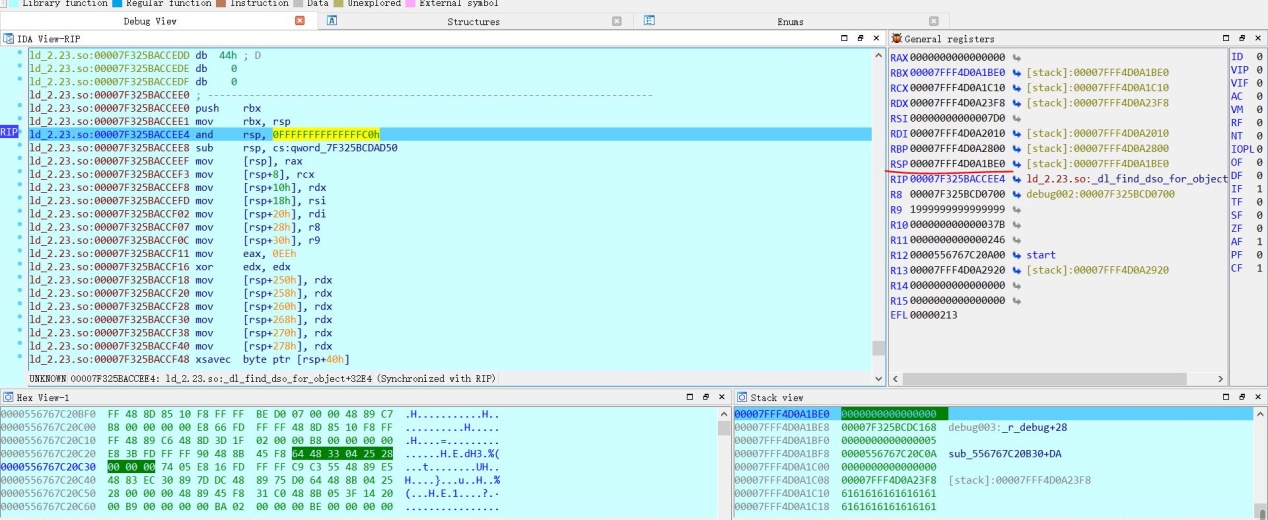 Library function Regular function Instruction Data Unexplored External symbol
Debug View Structures Enums
IDA View-RIP
ld_2.23.so:00007F325BACCEDD db 44h ; D
ld_2.23.so:00007F325BACCEDE db 0
ld_2.23.so:00007F325BACCEDF db 0
ld_2.23.so:00007F325BACCEE0 ; ---------------------------------------------------------------------------
ld_2.23.so:00007F325BACCEE0 push rbx
ld_2.23.so:00007F325BACCEE1 mov rbx, rsp
RIP ld_2.23.so:00007F325BACCEE4 and rsp, 0FFFFFFFFFFFFFFC0h
ld_2.23.so:00007F325BACCEE8 sub rsp, cs:qword_7F325BCDAD50
ld_2.23.so:00007F325BACCEEF mov [rsp], rax
ld_2.23.so:00007F325BACCEF3 mov [rsp+8], rcx
ld_2.23.so:00007F325BACCEF8 mov [rsp+10h], rdx
ld_2.23.so:00007F325BACCEFD mov [rsp+18h], rsi
ld_2.23.so:00007F325BACCF02 mov [rsp+20h], rdi
ld_2.23.so:00007F325BACCF07 mov [rsp+28h], r8
ld_2.23.so:00007F325BACCF0C mov [rsp+30h], r9
ld_2.23.so:00007F325BACCF11 mov eax, 0EEh
ld_2.23.so:00007F325BACCF16 xor edx, edx
ld_2.23.so:00007F325BACCF18 mov [rsp+250h], rdx
ld_2.23.so:00007F325BACCF20 mov [rsp+258h], rdx
ld_2.23.so:00007F325BACCF28 mov [rsp+260h], rdx
ld_2.23.so:00007F325BACCF30 mov [rsp+268h], rdx
ld_2.23.so:00007F325BACCF38 mov [rsp+270h], rdx
ld_2.23.so:00007F325BACCF40 mov [rsp+278h], rdx
ld_2.23.so:00007F325BACCF48 xsavec byte ptr [rsp+40h]
UNKNOWN 00007F325BACCEE4: ld_2.23.so:_dl_find_dso_for_object+32E4 (Synchronized with RIP)
General registers
RAX 0000000000000000
RBX 00007FFF4D0A1BE0 [stack]:00007FFF4D0A1BE0
RCX 00007FFF4D0A1C10 [stack]:00007FFF4D0A1C10
RDX 00007FFF4D0A23F8 [stack]:00007FFF4D0A23F8
RSI 00000000000007D0
RDI 00007FFF4D0A2010 [stack]:00007FFF4D0A2010
RBP 00007FFF4D0A2800 [stack]:00007FFF4D0A2800
RSP 00007FFF4D0A1BE0 [stack]:00007FFF4D0A1BE0
RIP 00007F325BACCEE4 ld_2.23.so:_dl_find_dso_for_object
R8 00007F325BCD0700 debug002:00007F325BCD0700
R9 1999999999999999
R10 000000000000037B
R11 0000000000000246
R12 0000556767C20A00 start
R13 00007FFF4D0A2920 [stack]:00007FFF4D0A2920
R14 0000000000000000
R15 0000000000000000
EFL 00000213
ID 0
VIP 0
VIF 0
AC 0
VM 0
RF 0
NT 0
IOPL 0
OF 0
DF 0
IF 1
TF 0
SF 0
ZF 0
AF 1
PF 0
CF 1
Hex View-1
0000556767C20BF0 FF 48 8D 85 10 F8 FF FF BE D0 07 00 00 48 89 C7 .H...........H..
0000556767C20C00 B8 00 00 00 00 E8 66 FD FF FF 48 8D 85 10 F8 FF
0000556767C20C10 FF 48 89 C6 48 8D 3D 1F 02 00 00 B8 00 00 00 00
0000556767C20C20 E8 3B FD FF FF 90 48 8B 45 F8 64 48 33 04 25 28
0000556767C20C30 00 00 00 74 05 E8 16 FD FF FF C9 C3 55 48 89 E5
0000556767C20C40 48 83 EC 30 89 7D DC 48 89 75 D0 64 48 8B 04 25
0000556767C20C50 28 00 00 00 48 89 45 F8 31 C0 48 8B 05 3F 14 20
0000556767C20C60 00 B9 00 00 00 00 BA 02 00 00 00 BE 00 00 00 00
Stack view
00007FFF4D0A1BE0 0000000000000000
00007FFF4D0A1BE8 00007F325BCDC168 debug003:_r_debug+28
00007FFF4D0A1BF0 0000000000000005
00007FFF4D0A1BF8 0000556767C20C0A sub_556767C20B30+DA
00007FFF4D0A1C00 0000000000000000
00007FFF4D0A1C08 00007FFF4D0A23F8 [stack]:00007FFF4D0A23F8
00007FFF4D0A1C10 6161616161616161
00007FFF4D0A1C18 6161616161616161